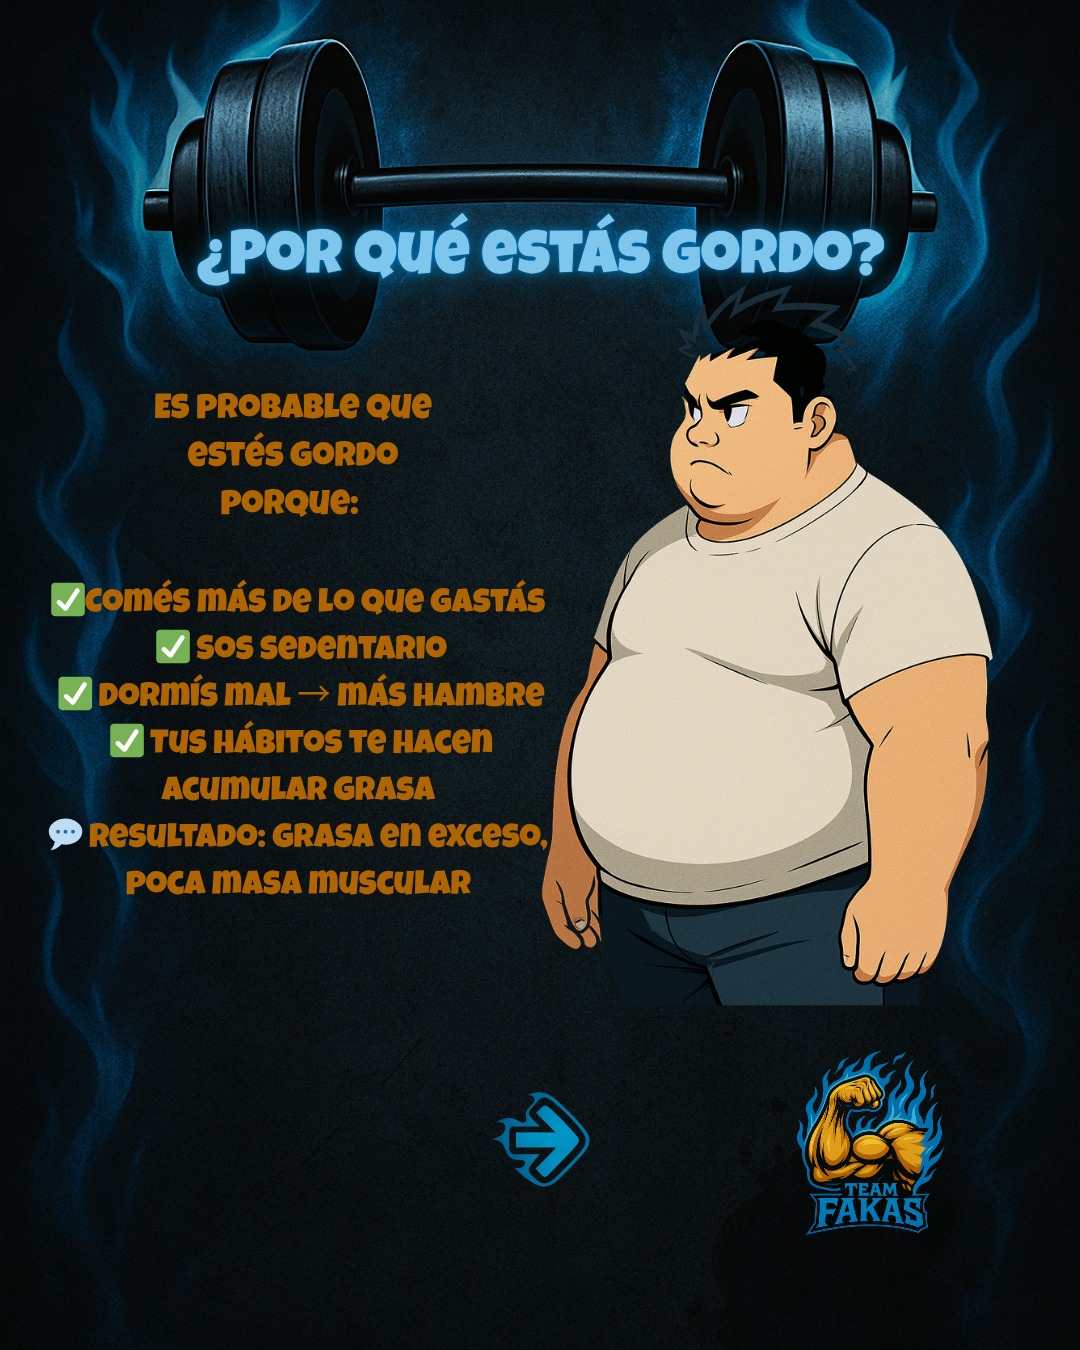 ¿POR QUÉ ESTÁS GORDO?
ES PROBABLE QUE
ESTÉS GORDO
PORQUE:
✅COMÉS MÁS DE LO QUE GASTÁS
✅ SOS SEDENTARIO
✅ DORMÍS MAL → MÁS HAMBRE
✅ TUS HÁBITOS TE HACEN
ACUMULAR GRASA
💬 RESULTADO: GRASA EN EXCESO,
POCA MASA MUSCULAR
TEAM
FAKAS